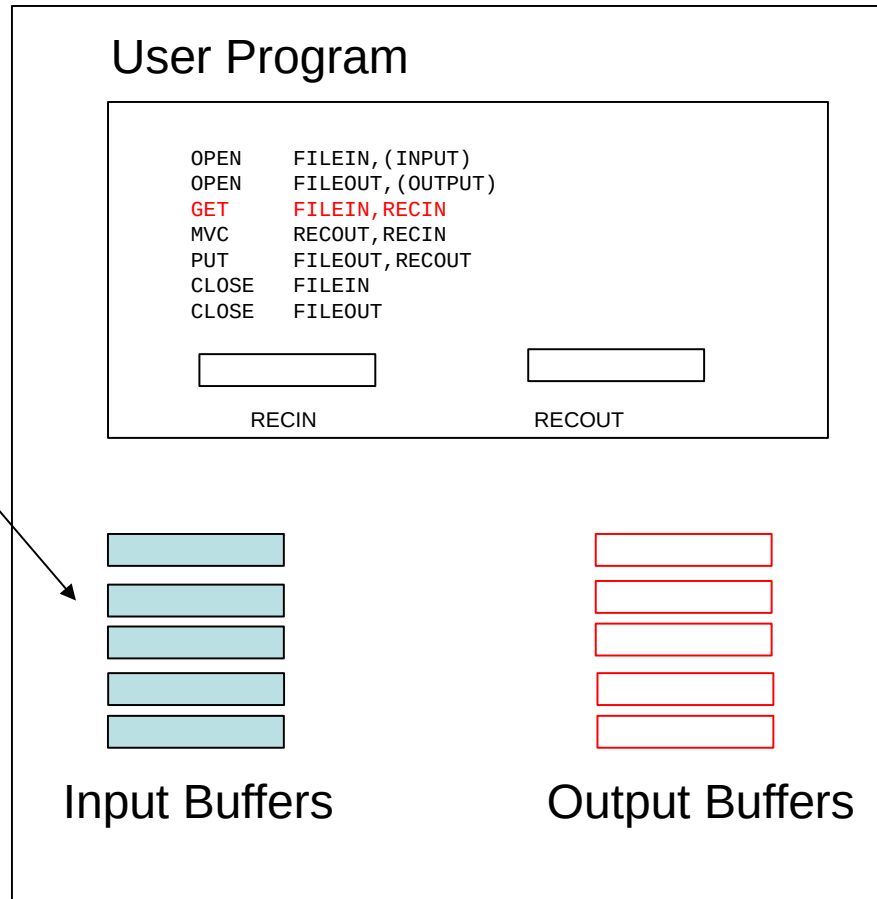 User Program
OPEN FILEIN,(INPUT)
OPEN FILEOUT,(OUTPUT)
GET FILEIN,RECIN
MVC RECOUT,RECIN
PUT FILEOUT,RECOUT
CLOSE FILEIN
CLOSE FILEOUT
RECIN RECOUT
Input Buffers Output Buffers